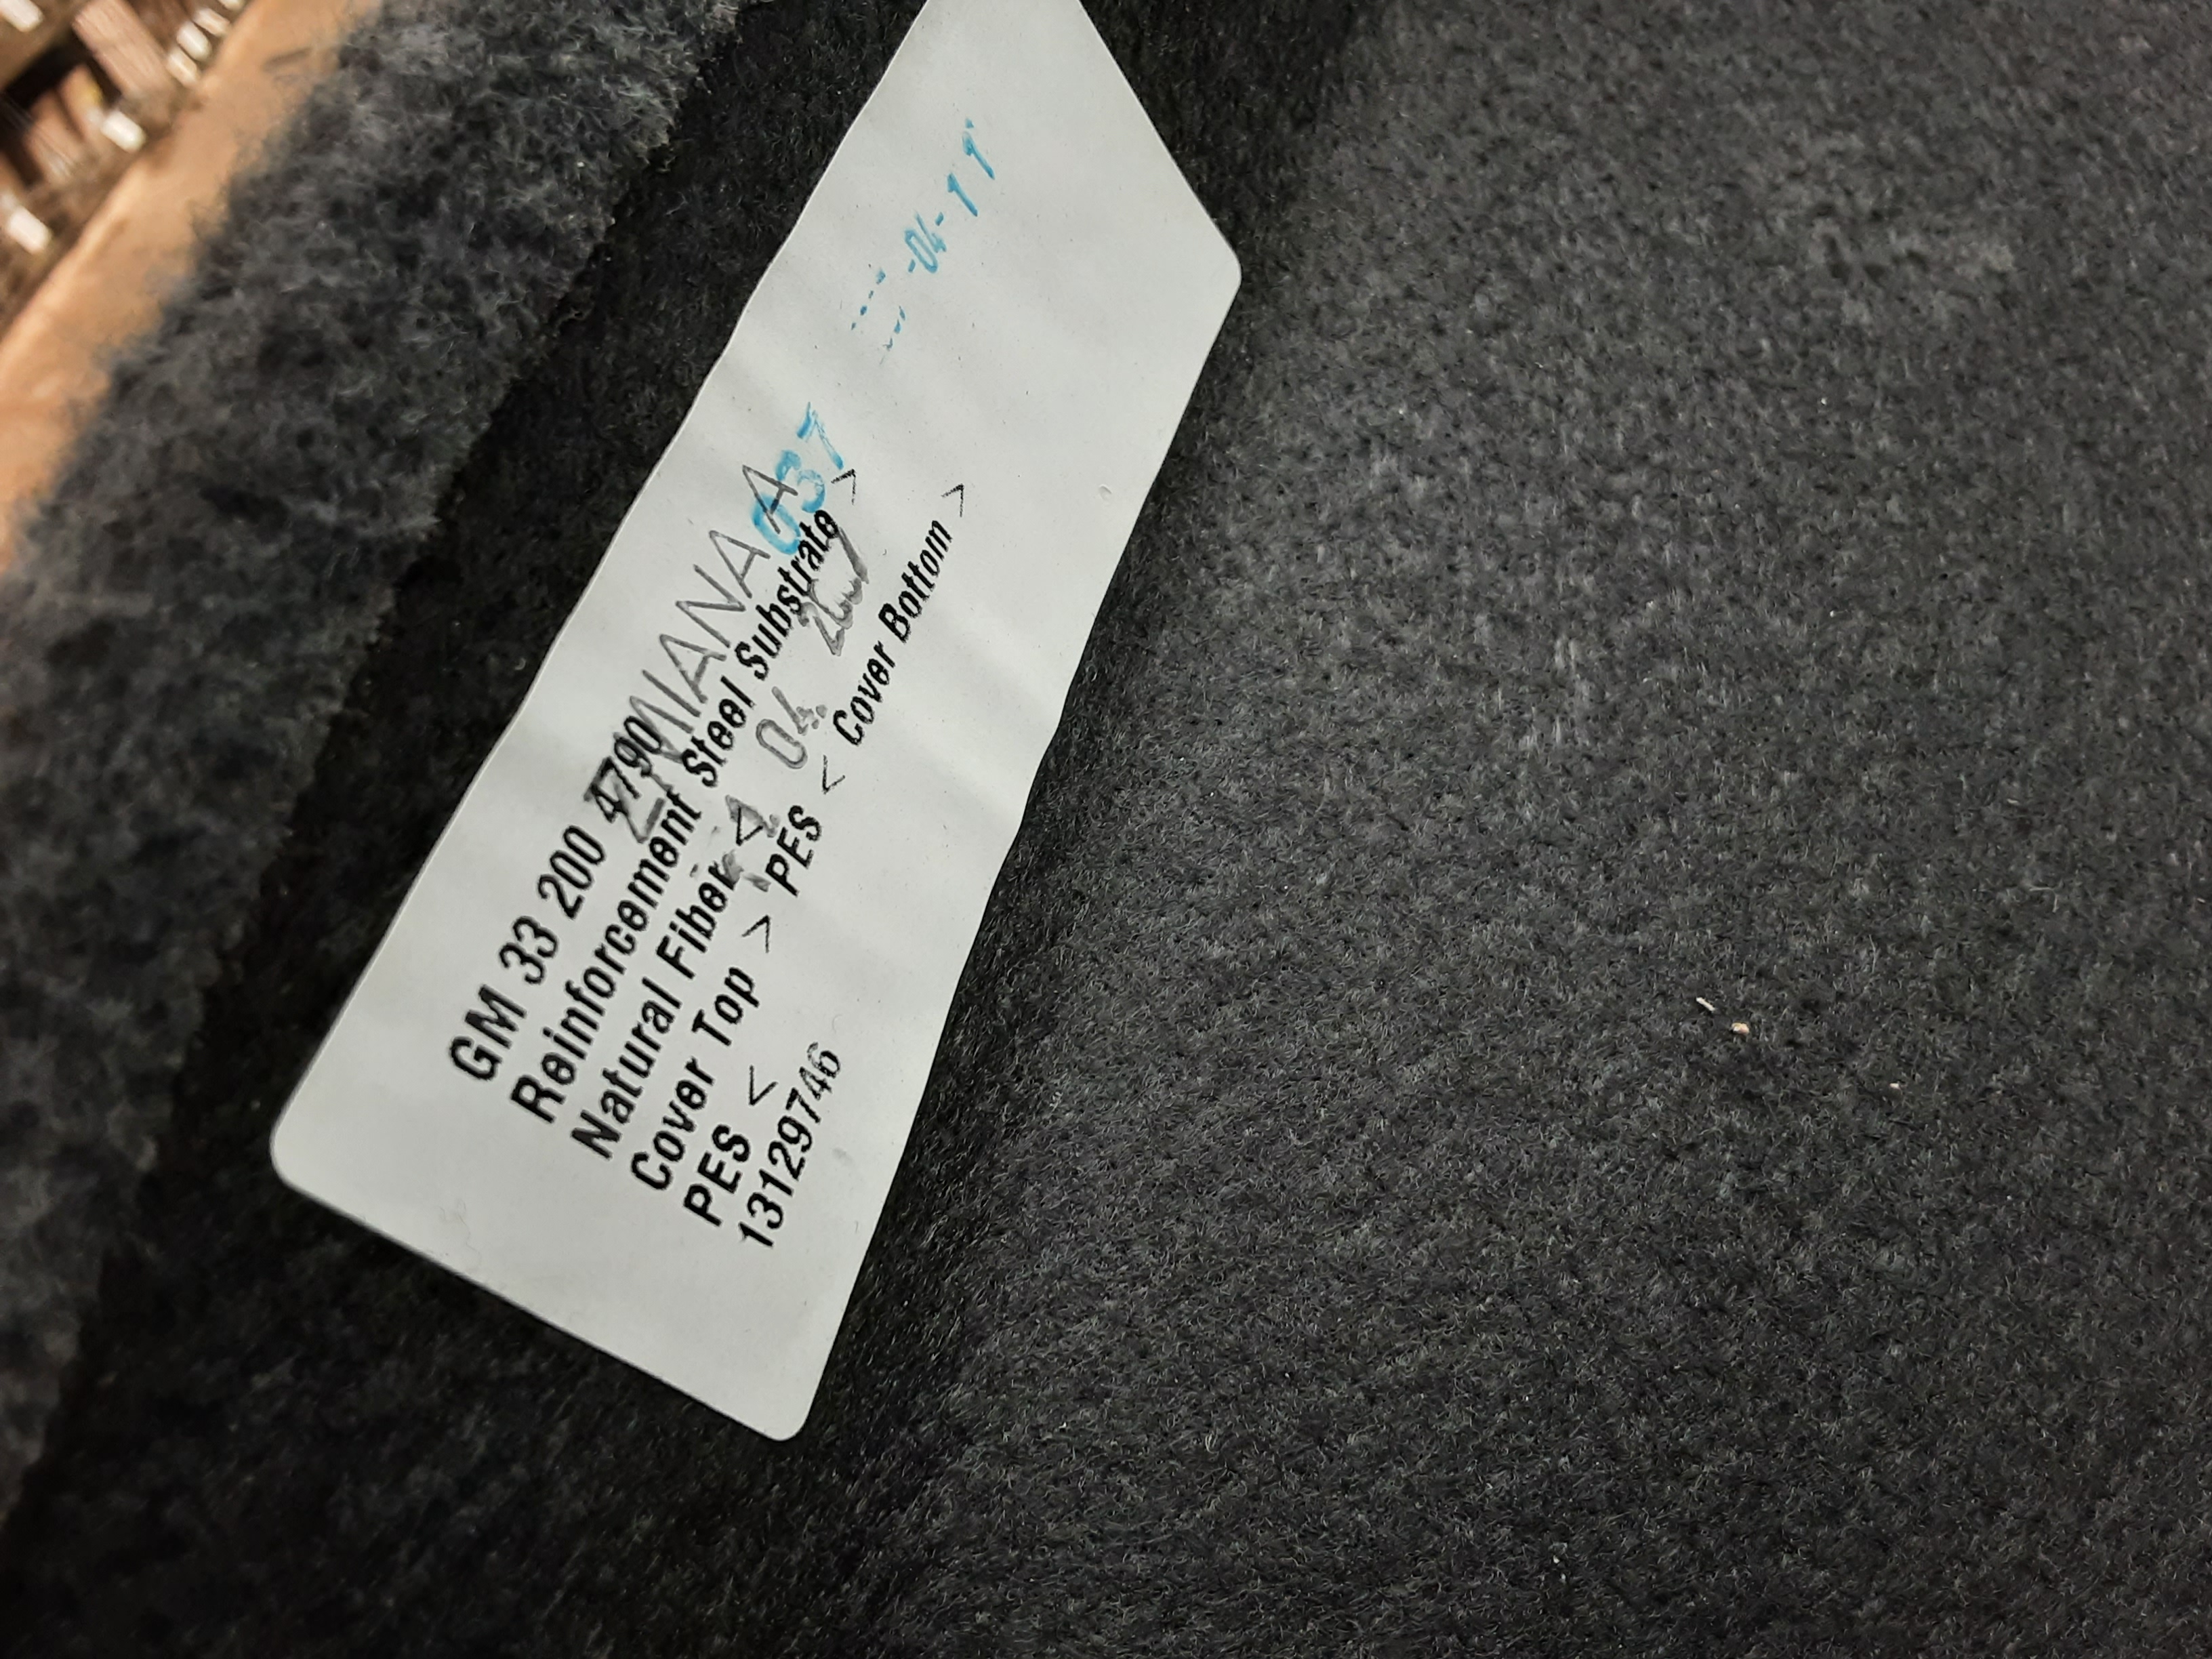 GM 33 200 4790
Reinforcement Steel Substrate >
Natural Fiber <
Cover Top > PES < Cover Bottom >
PES <
13129746
ZMIANA A
04.
037
-04-11